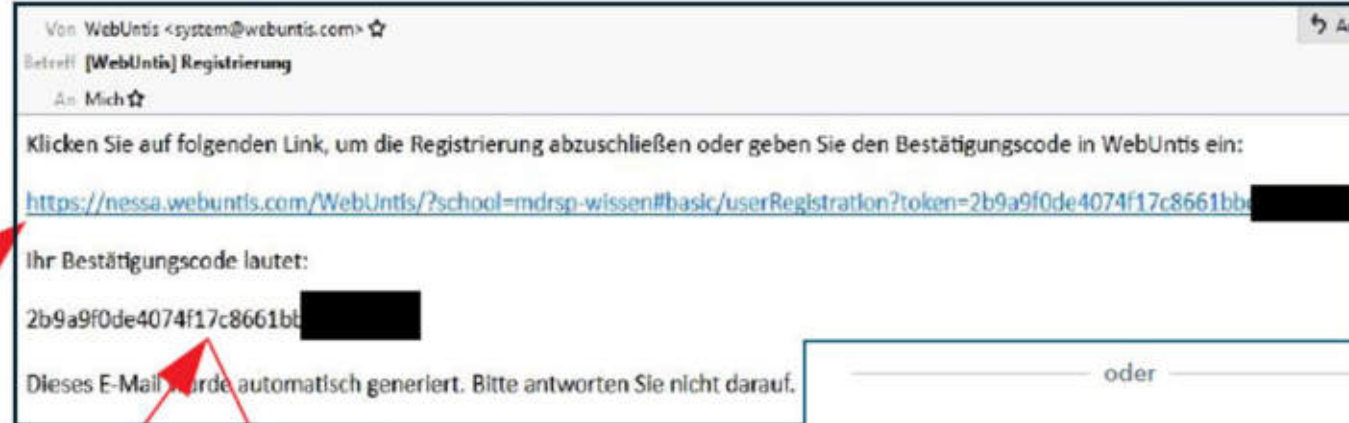 Von WebUntis <system@webuntis.com>
Betreff [WebUntis] Registrierung
An Mich
Klicken Sie auf folgenden Link, um die Registrierung abzuschließen oder geben Sie den Bestätigungscode in WebUntis ein:
https://nessa.webuntis.com/WebUntis/?school=mdrsp-wissen#basic/userRegistration?token=2b9a9f0de4074f17c8661bb
Ihr Bestätigungscode lautet:
2b9a9f0de4074f17c8661bb
Dieses E-Mail wurde automatisch generiert. Bitte antworten Sie nicht darauf.
oder